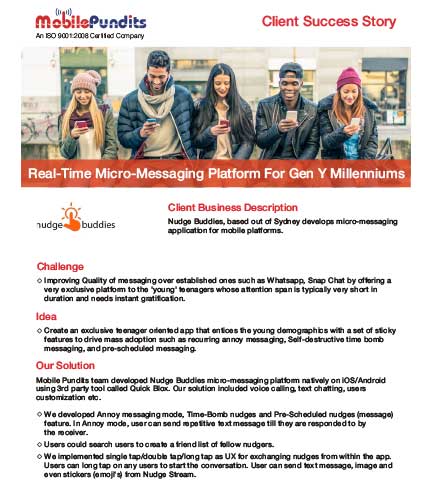 MobilePundits
An ISO 9001:2008 Certified Company
Client Success Story
Real-Time Micro-Messaging Platform For Gen Y Millenniums
nudge buddies
Client Business Description
Nudge Buddies, based out of Sydney develops micro-messaging
application for mobile platforms.
Challenge
◇ Improving Quality of messaging over established ones such as Whatsapp, Snap Chat by offering a
very exclusive platform to the 'young' teenagers whose attention span is typically very short in
duration and needs instant gratification.
Idea
◇ Create an exclusive teenager oriented app that entices the young demographics with a set of sticky
features to drive mass adoption such as recurring annoy messaging, Self-destructive time bomb
messaging, and pre-scheduled messaging.
Our Solution
Mobile Pundits team developed Nudge Buddies micro-messaging platform natively on iOS/Android
using 3rd party tool called Quick Blox. Our solution included voice calling, text chatting, users
customization etc.
◇ We developed Annoy messaging mode, Time-Bomb nudges and Pre-Scheduled nudges (message)
feature. In Annoy mode, user can send repetitive text message till they are responded to by
the receiver.
◇ Users could search users to create a friend list of fellow nudgers.
◇ We implemented single tap/double tap/long tap as UX for exchanging nudges from within the app.
Users can long tap on any users to start the conversation. User can send text message, image and
even stickers (emoji's) from Nudge Stream.